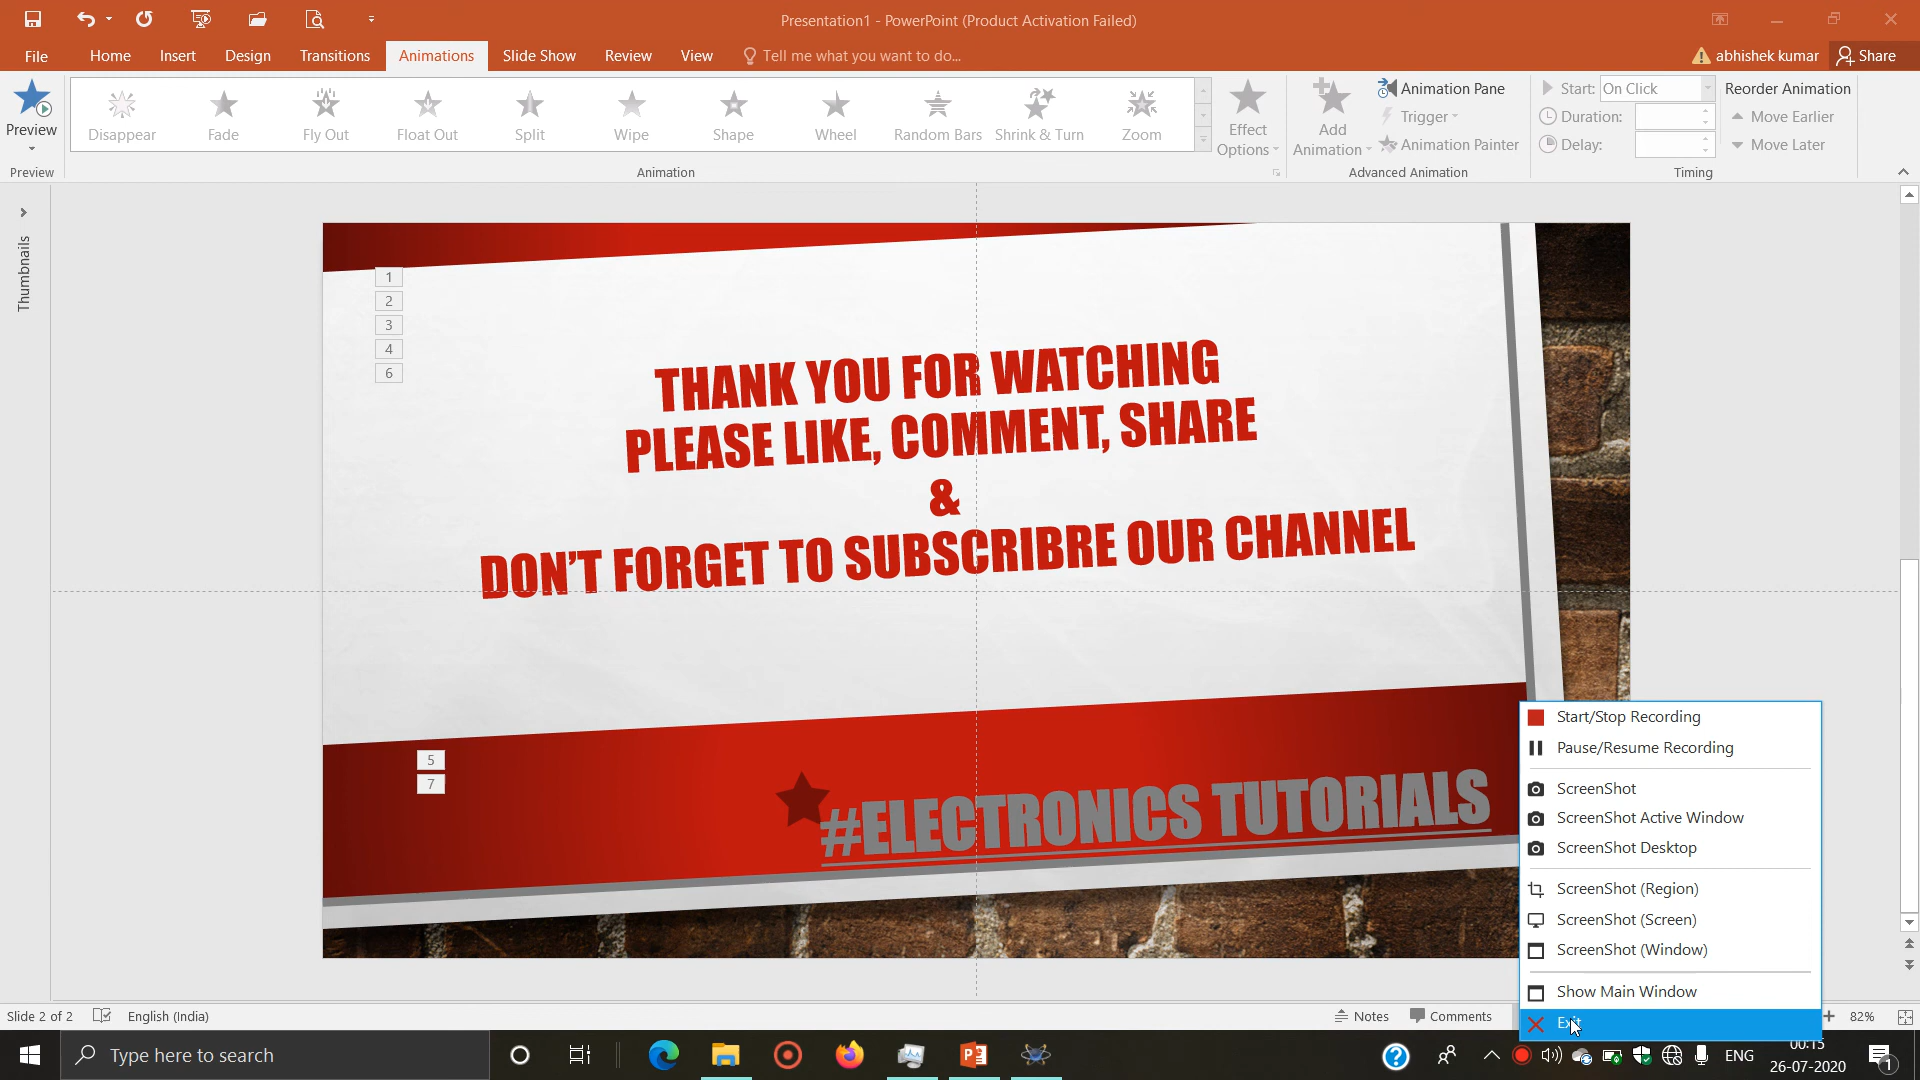 Presentation1 - PowerPoint (Product Activation Failed)
File Home Insert Design Transitions Animations Slide Show Review View Tell me what you want to do... abhishek kumar Share
Preview
Disappear Fade Fly Out Float Out Split Wipe Shape Wheel Random Bars Shrink & Turn Zoom
Effect Options
Add Animation
Animation Pane
Trigger
Animation Painter
Start: On Click
Duration:
Delay:
Reorder Animation
Move Earlier
Move Later
Preview Animation Advanced Animation Timing
Thumbnails
1
2
3
4
6
THANK YOU FOR WATCHING
PLEASE LIKE, COMMENT, SHARE
&
DON'T FORGET TO SUBSCRIBRE OUR CHANNEL
5
7
#ELECTRONICS TUTORIALS
Start/Stop Recording
Pause/Resume Recording
ScreenShot
ScreenShot Active Window
ScreenShot Desktop
ScreenShot (Region)
ScreenShot (Screen)
ScreenShot (Window)
Show Main Window
Exit
Slide 2 of 2 English (India) Notes Comments 82%
Type here to search
ENG
00:15
26-07-2020
1